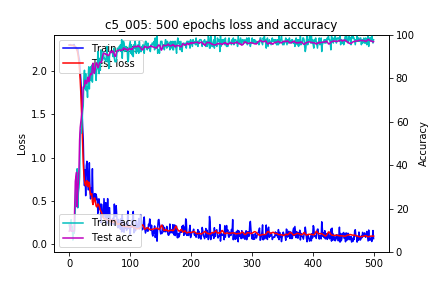 c5_005: 500 epochs loss and accuracy
Train
Test loss
Train acc
Test acc
Loss
Accuracy
0.0
0.5
1.0
1.5
2.0
0
20
40
60
80
100
0 100 200 300 400 500